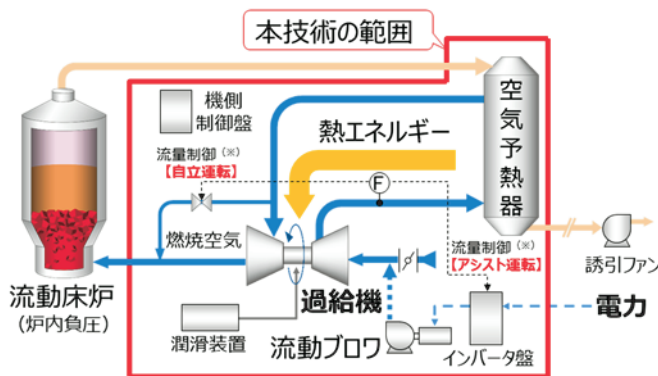 本技術の範囲
機側
制御盤
熱エネルギー
空気予熱器
流量制御（※）
【自立運転】
F
燃焼空気
流量制御（※）
【アシスト運転】
誘引ファン
流動床炉
（炉内負圧）
過給機
電力
潤滑装置
流動ブロワ
インバータ盤